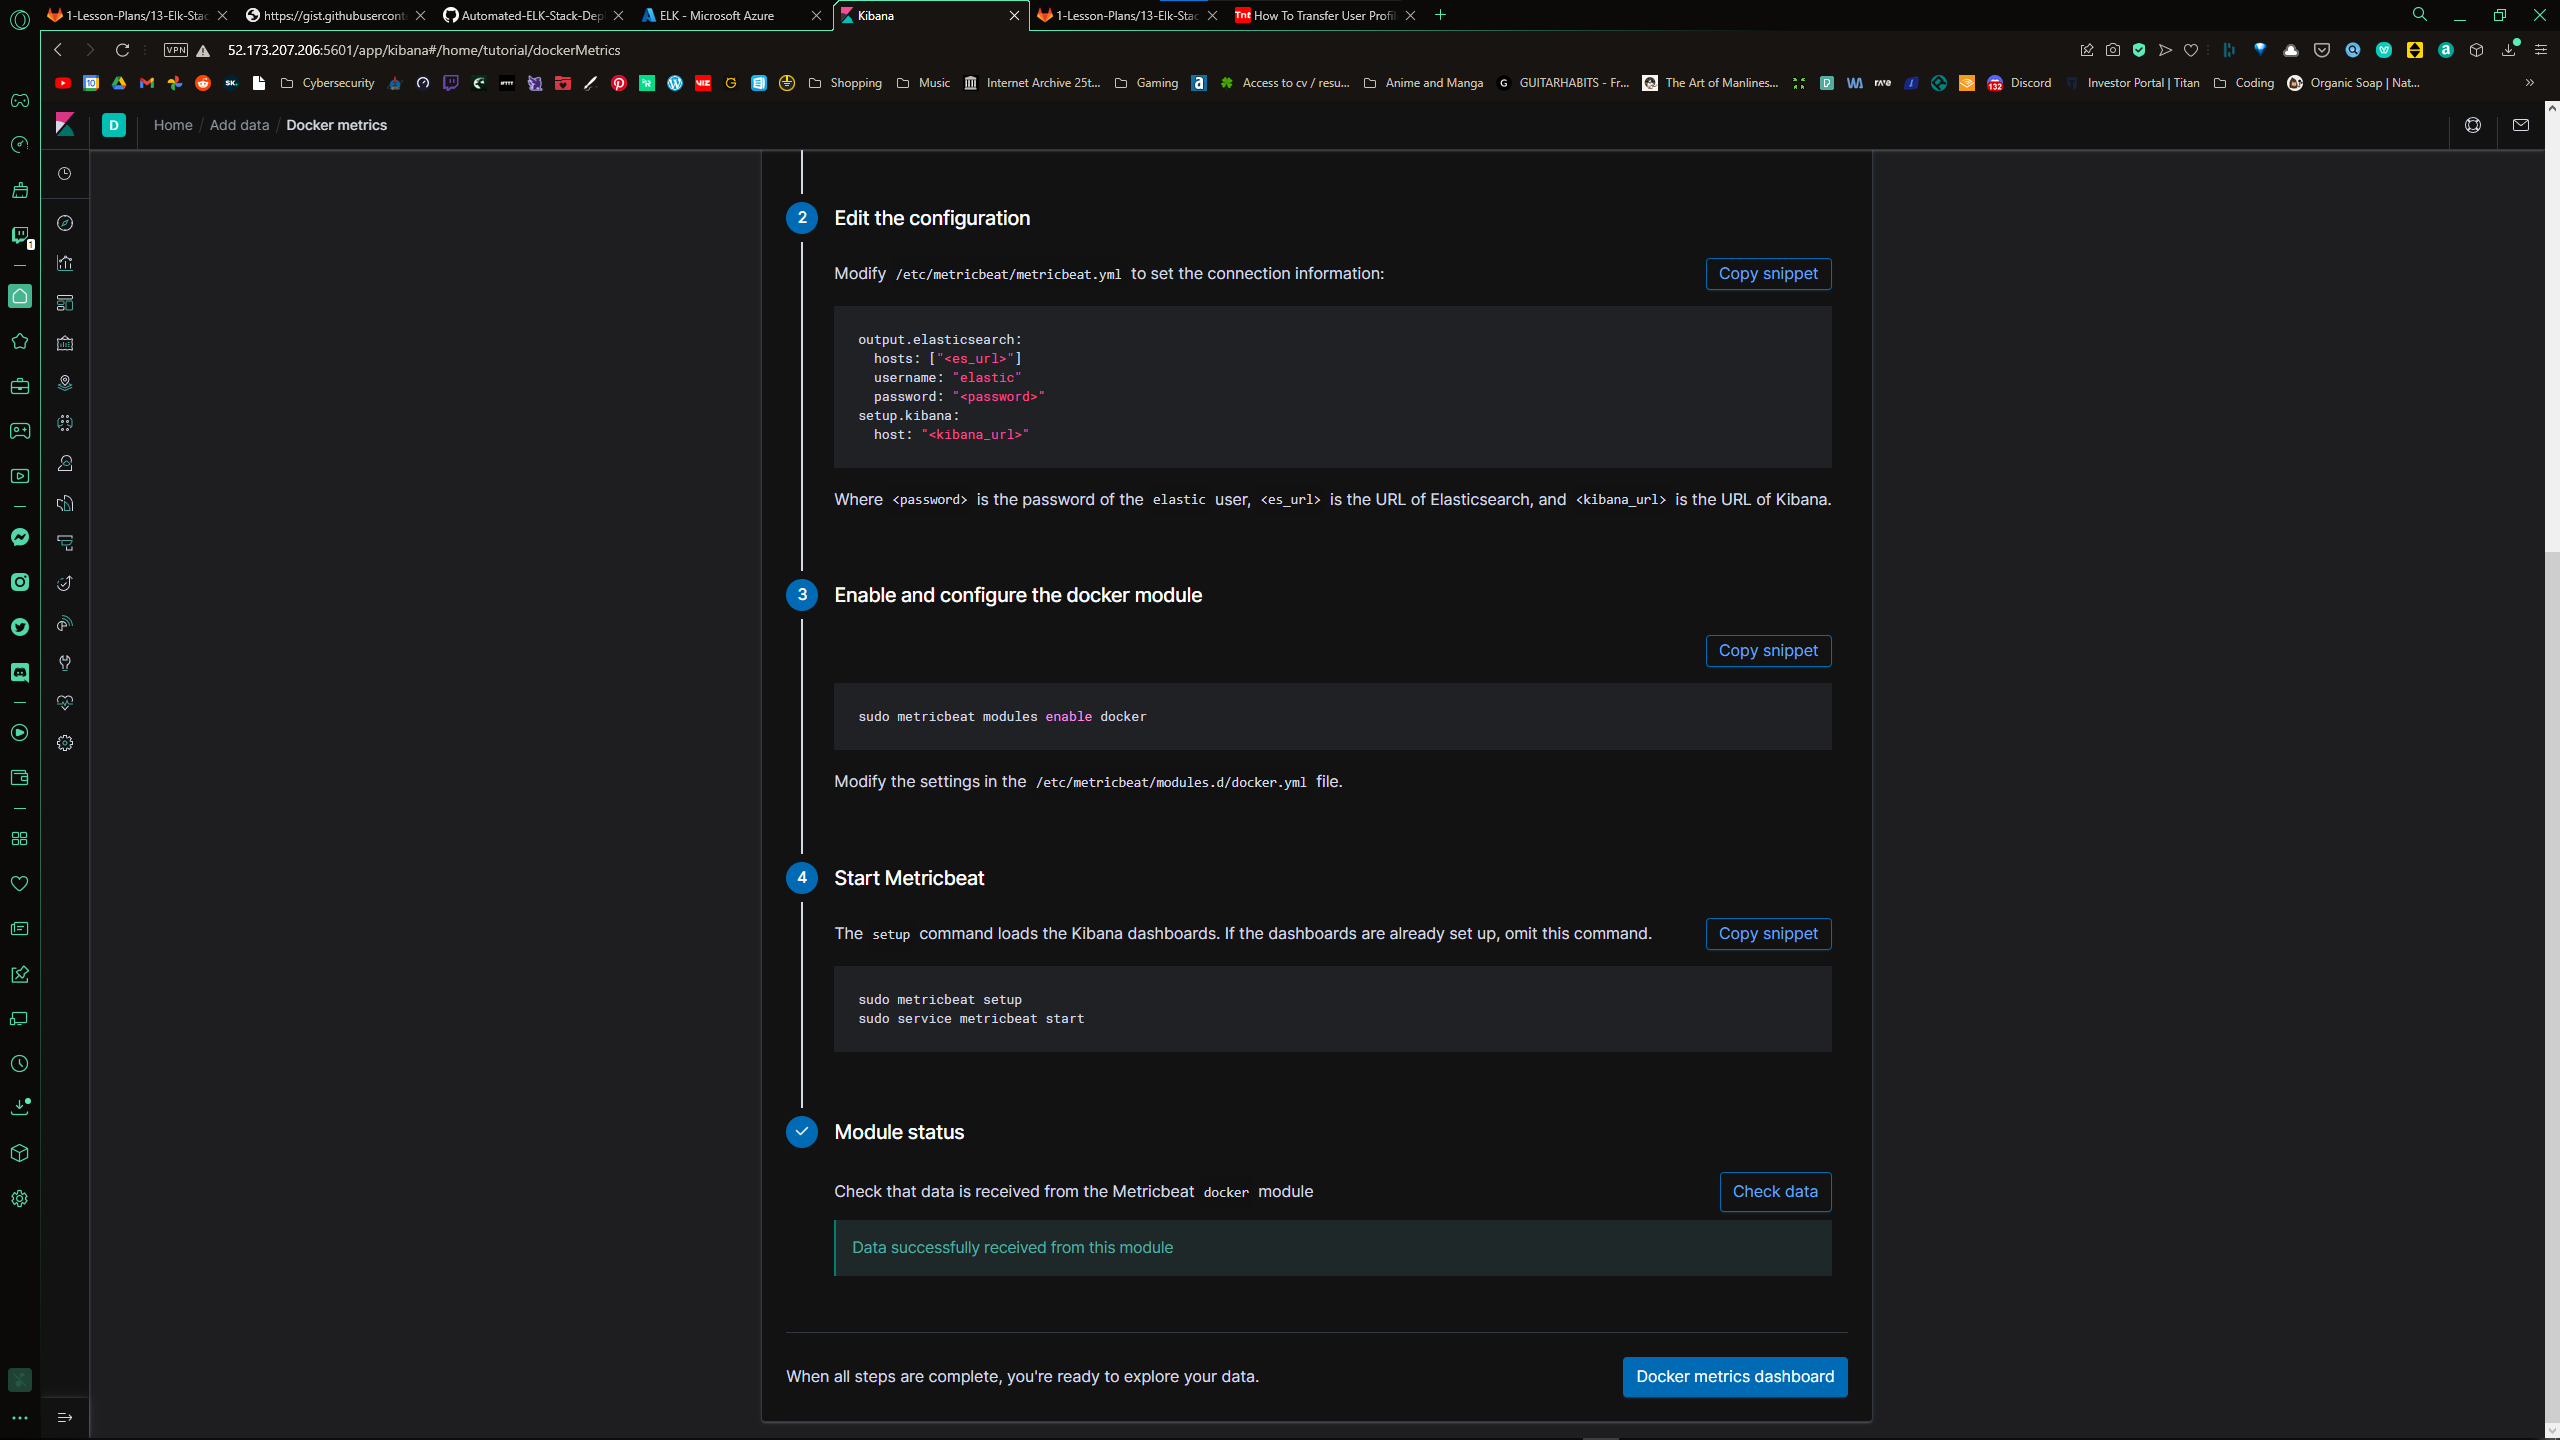 1-Lesson-Plans/13-Elk-Stac
https://gist.githubuserconte
Automated-ELK-Stack-Dep
ELK - Microsoft Azure
Kibana
1-Lesson-Plans/13-Elk-Stac
Tnt How To Transfer User Profil
VPN
52.173.207.206:5601/app/kibana#/home/tutorial/dockerMetrics
Cybersecurity
Shopping
Music
Internet Archive 25t...
Gaming
Access to cv / resu...
Anime and Manga
GUITARHABITS - Fr...
The Art of Manlines...
132
Discord
Investor Portal | Titan
Coding
Organic Soap | Nat...
D
Home / Add data / Docker metrics
1
2
Edit the configuration
Modify /etc/metricbeat/metricbeat.yml to set the connection information:
Copy snippet
output.elasticsearch:
hosts: ["<es_url>"]
username: "elastic"
password: "<password>"
setup.kibana:
host: "<kibana_url>"
Where <password> is the password of the elastic user, <es_url> is the URL of Elasticsearch, and <kibana_url> is the URL of Kibana.
3
Enable and configure the docker module
Copy snippet
sudo metricbeat modules enable docker
Modify the settings in the /etc/metricbeat/modules.d/docker.yml file.
4
Start Metricbeat
The setup command loads the Kibana dashboards. If the dashboards are already set up, omit this command.
Copy snippet
sudo metricbeat setup
sudo service metricbeat start
Module status
Check that data is received from the Metricbeat docker module
Check data
Data successfully received from this module
When all steps are complete, you're ready to explore your data.
Docker metrics dashboard